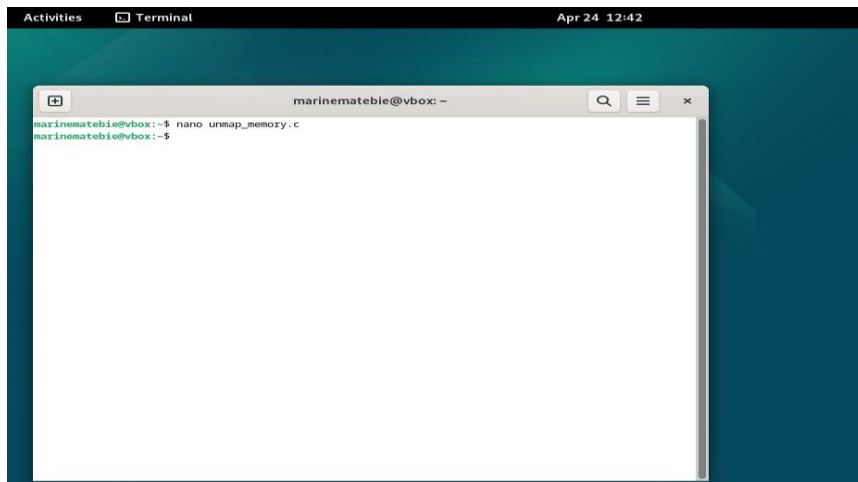 Activities Terminal Apr 24 12:42
marinematebie@vbox: ~
marinematebie@vbox:~$ nano unmap_memory.c
marinematebie@vbox:~$